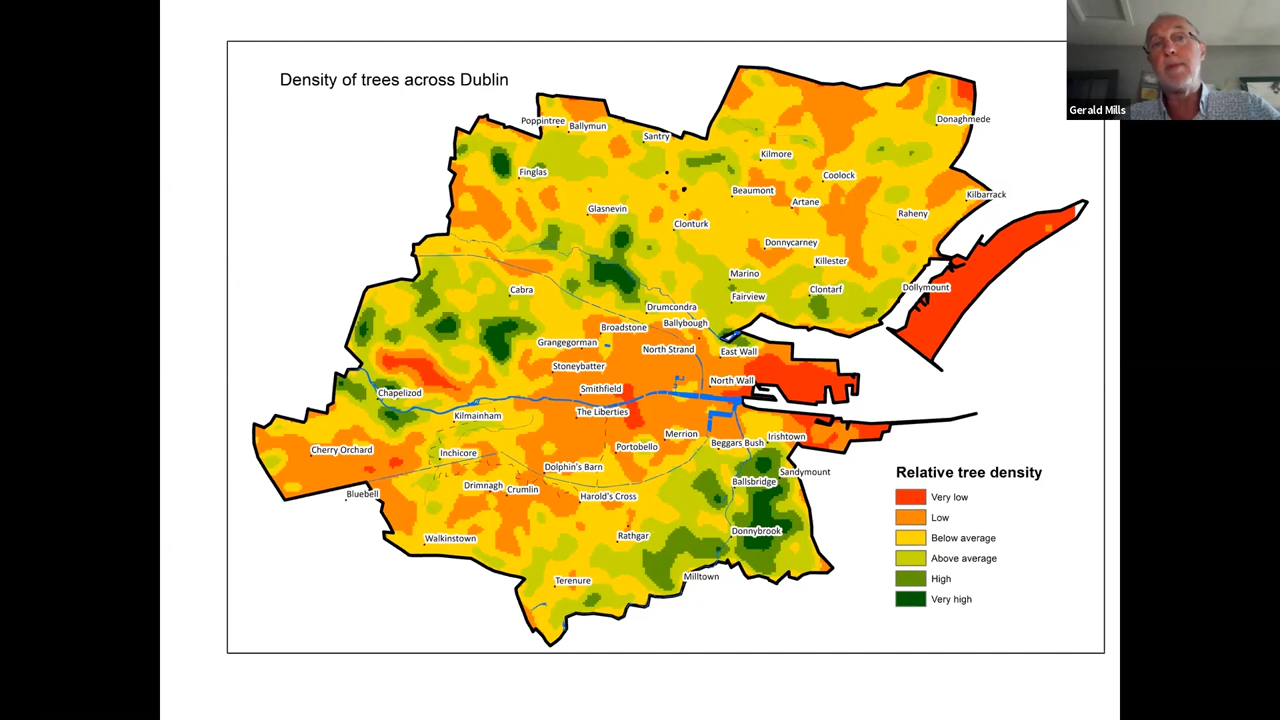 Density of trees across Dublin
Gerald Mills
Poppintree
Ballymun
Santry
Donaghmede
Kilmore
Finglas
Coolock
Beaumont
Kilbarrack
Artane
Glasnevin
Raheny
Clonturk
Donnycarney
Killester
Marino
Dollymount
Cabra
Fairview
Clontarf
Drumcondra
Ballybough
Broadstone
Grangegorman
North Strand
East Wall
Stoneybatter
North Wall
Chapelizod
Smithfield
The Liberties
Kilmainham
Merrion
Irishtown
Beggars Bush
Portobello
Cherry Orchard
Inchicore
Dolphin's Barn
Sandymount
Ballsbridge
Drimnagh
Crumlin
Bluebell
Harold's Cross
Donnybrook
Rathgar
Walkinstown
Milltown
Terenure
Relative tree density
Very low
Low
Below average
Above average
High
Very high